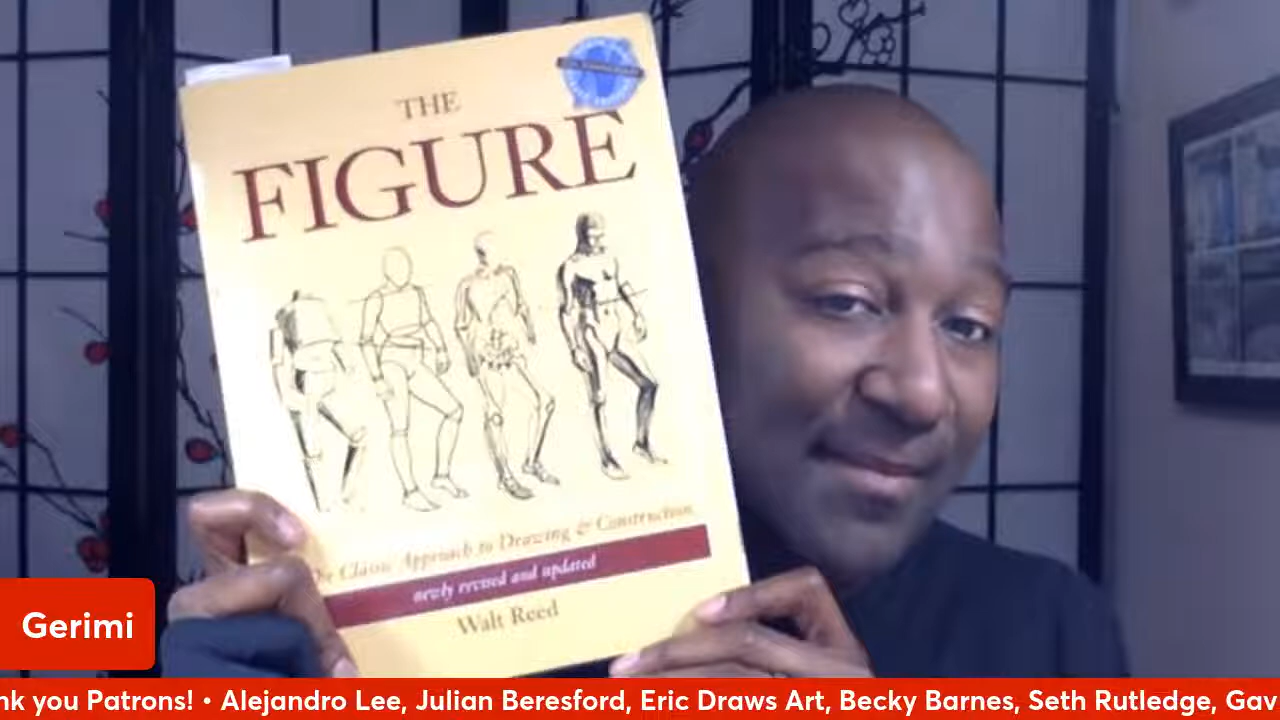 THE
FIGURE
The Classic Approach to Drawing & Construction
newly revised and updated
Walt Reed
Gerimi
nk you Patrons! • Alejandro Lee, Julian Beresford, Eric Draws Art, Becky Barnes, Seth Rutledge, Gav